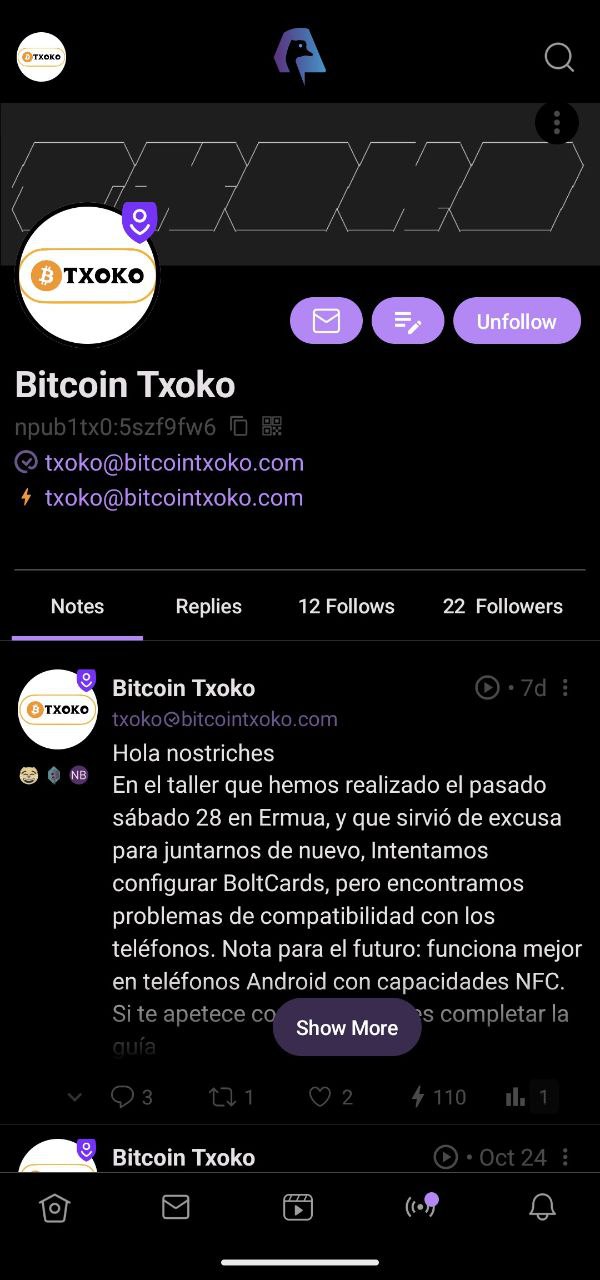 TXOKO
TXOKO
Unfollow
Bitcoin Txoko
npub1tx0:5szf9fw6
txoko@bitcointxoko.com
txoko@bitcointxoko.com
Notes Replies 12 Follows 22 Followers
TXOKO
Bitcoin Txoko • 7d
txoko@bitcointxoko.com
NB
Hola nostriches
En el taller que hemos realizado el pasado
sábado 28 en Ermua, y que sirvió de excusa
para juntarnos de nuevo, Intentamos
configurar BoltCards, pero encontramos
problemas de compatibilidad con los
teléfonos. Nota para el futuro: funciona mejor
en teléfonos Android con capacidades NFC.
Si te apetece co
Show More
completar la
guía
3 1 2 110 1
Bitcoin Txoko • Oct 24